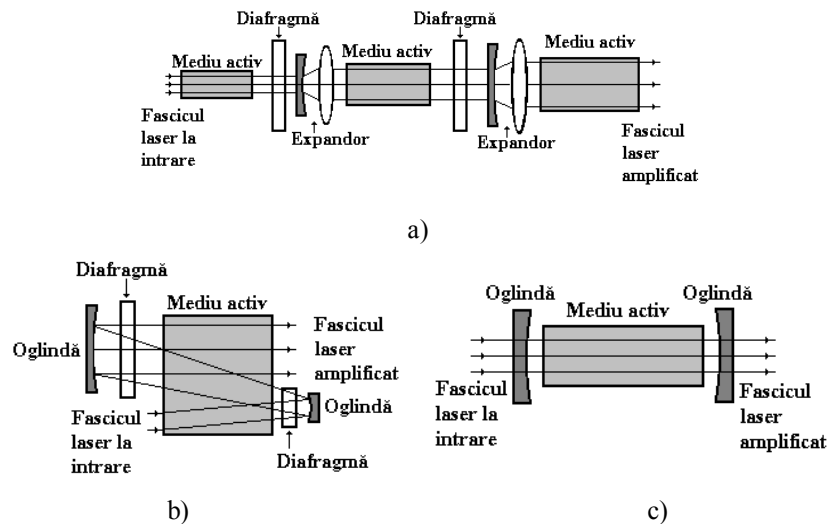 Diafragmă
Diafragmă
Mediu activ
Mediu activ
Mediu activ
Fascicul
laser la
intrare
Expandor
Expandor
Fascicul
laser
amplificat
a)
Diafragmă
Mediu activ
Oglindă
Fascicul
laser
amplificat
Fascicul
laser la
intrare
Oglindă
Diafragmă
b)
Oglindă
Oglindă
Mediu activ
Fascicul
laser la
intrare
Fascicul
laser
amplificat
c)